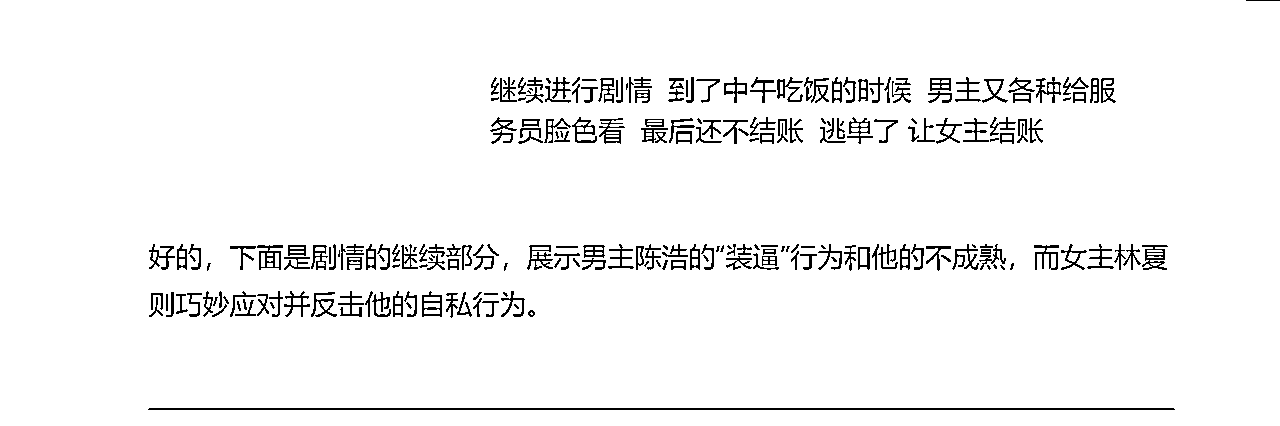 继续进行剧情  到了中午吃饭的时候  男主又各种给服
务员脸色看  最后还不结账  逃单了 让女主结账
好的，下面是剧情的继续部分，展示男主陈浩的“装逼”行为和他的不成熟，而女主林夏
则巧妙应对并反击他的自私行为。